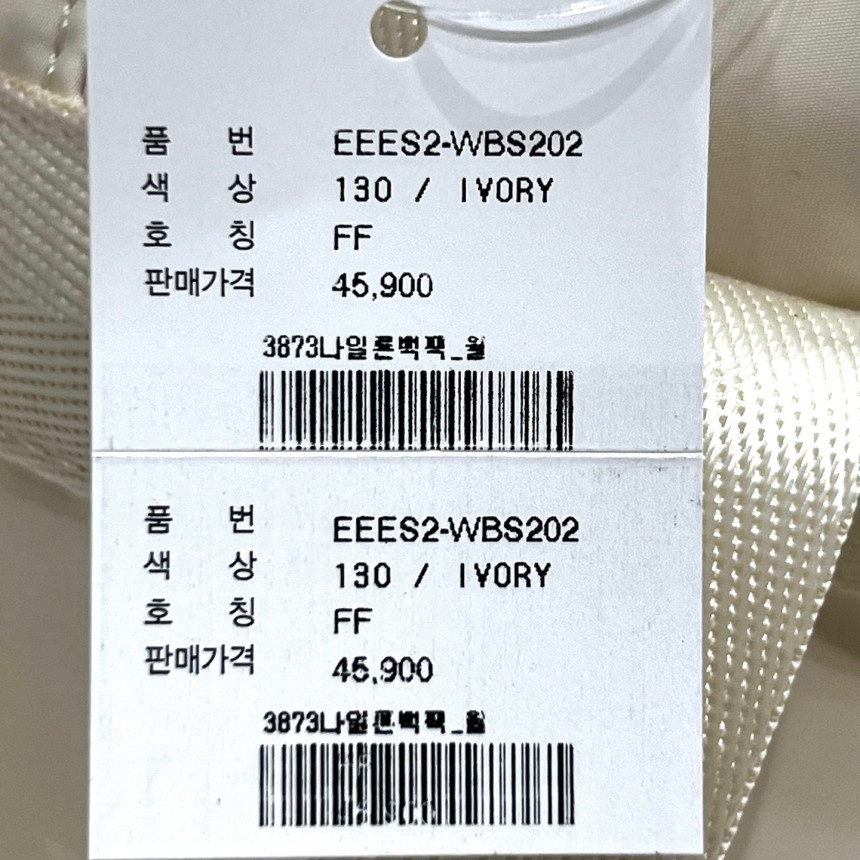 품 번 EEES2-WBS202
색 상 130 / IVORY
호 칭 FF
판매가격 45,900
3873나일론백팩_월
품 번 EEES2-WBS202
색 상 130 / IVORY
호 칭 FF
판매가격 45,900
3873나일론백팩_월